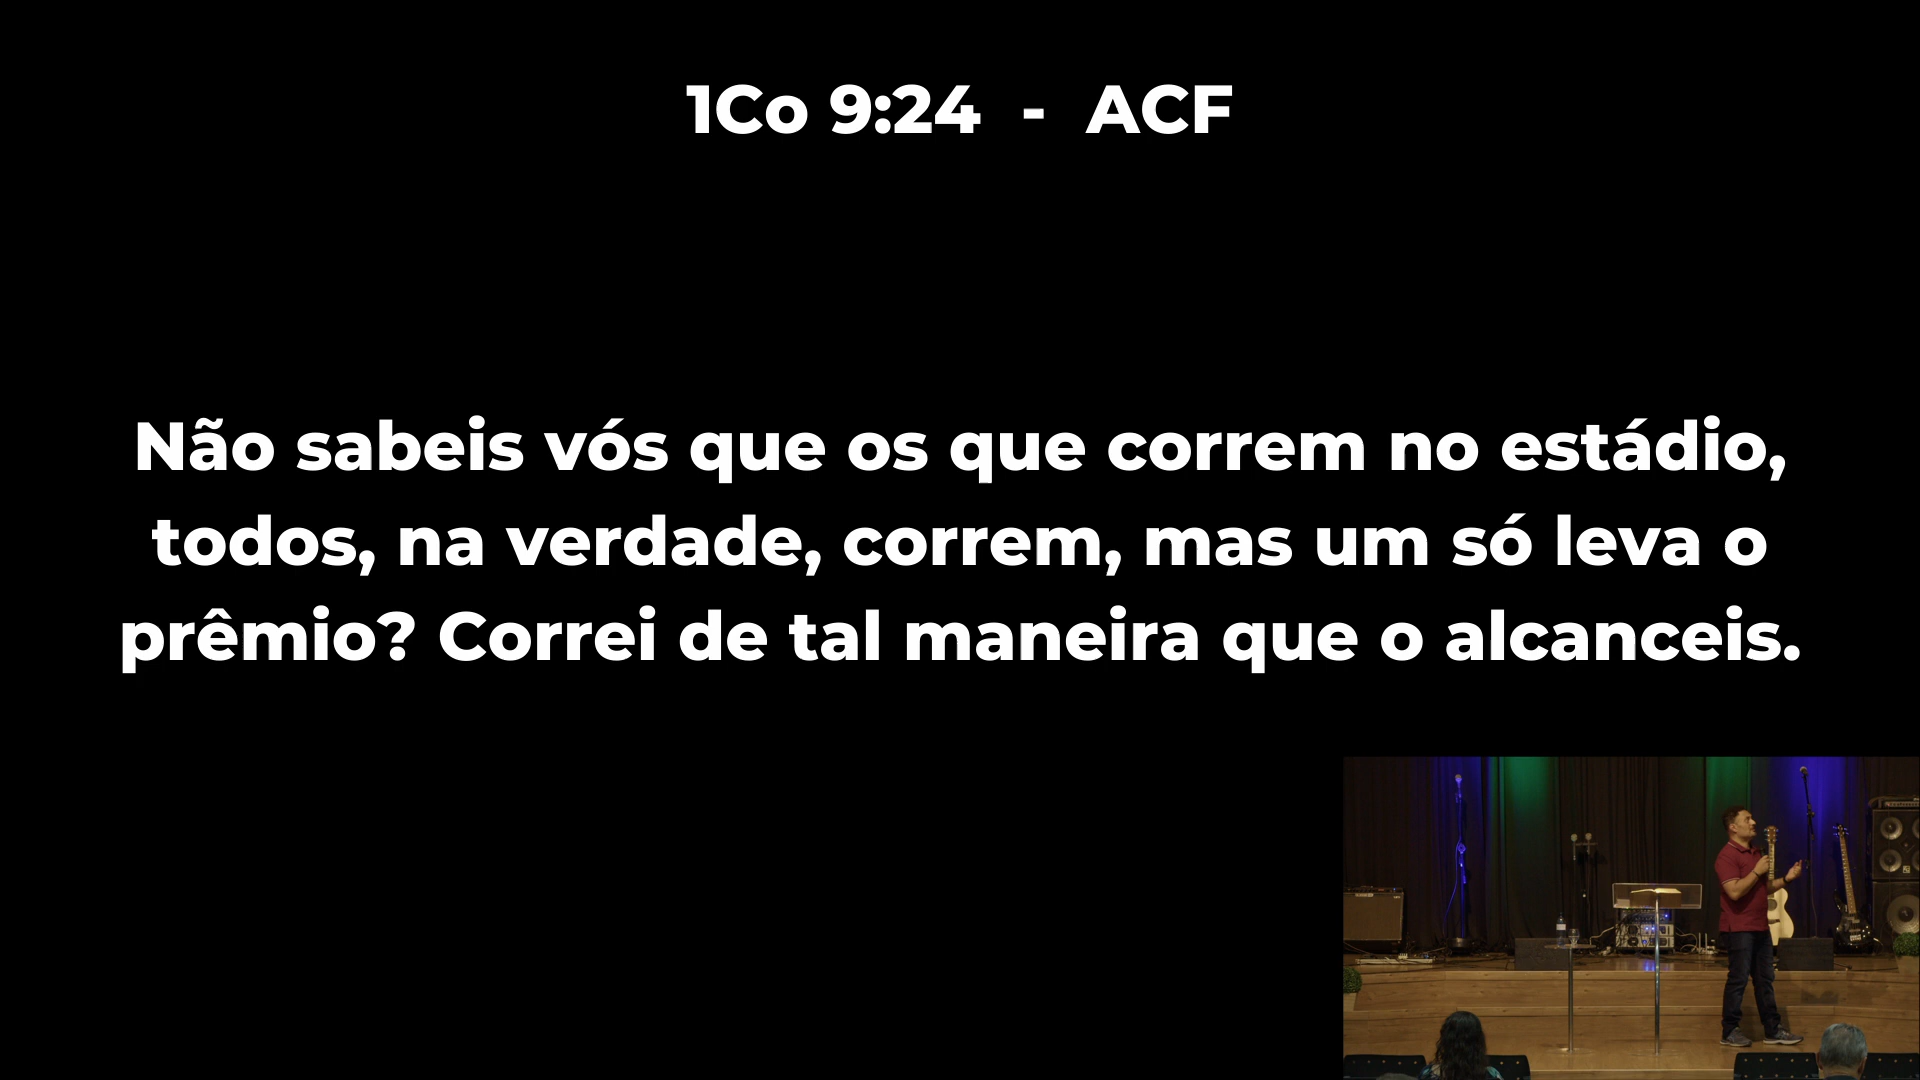 1Co 9:24 - ACF
Não sabeis vós que os que correm no estádio,
todos, na verdade, correm, mas um só leva o
prêmio? Correi de tal maneira que o alcanceis.